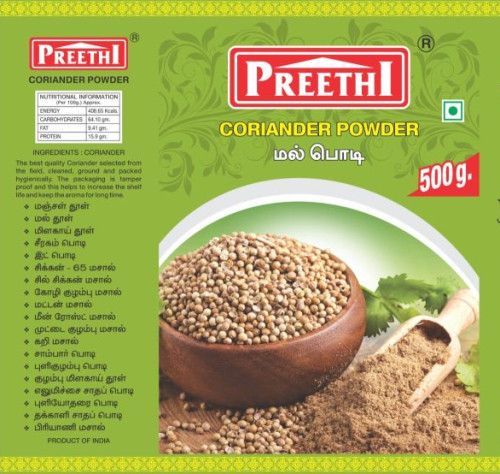 PREETHI ®
CORIANDER POWDER
NUTRITIONAL INFORMATION
(Per 100g.) Approx.
ENERGY 408.65 Kcals.
CARBOHYDRATES 64.10 gm.
FAT 9.41 gm.
PROTEIN 15.9 gm.
INGREDIENTS : CORIANDER
The best quality Coriander selected from
the field, cleaned, ground and packed
hygienically. The packaging is tamper
proof and this helps to increase the shelf
life and keep the aroma for long time.
மஞ்சள் தூள்
மல் தூள்
மிளகாய் தூள்
சீரகம் பொடி
இட் பொடி
சிக்கன் - 65 மசால்
சில் சிக்கன் மசால்
கோழி குழம்பு மசால்
மட்டன் மசால்
மீன் ரோஸ்ட் மசால்
முட்டை குழம்பு மசால்
கறி மசால்
சாம்பார் பொடி
புளிகுழம்பு பொடி
குழம்பு மிளகாய் தூள்
எலுமிச்சை சாதப் பொடி
புளியோதரை பொடி
தக்காளி சாதப் பொடி
பிரியாணி மசால்
PRODUCT OF INDIA
PREETHI ®
CORIANDER POWDER
மல் பொடி
500 g.